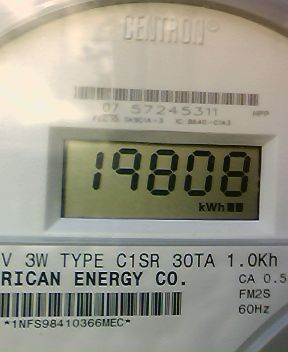 CENTRON®
07 57245311 HPP
19808
kWh
V 3W TYPE C1SR 30TA 1.0Kh
RICAN ENERGY CO.
CA 0.5
FM2S
60Hz
*1NFS98410366MEC*